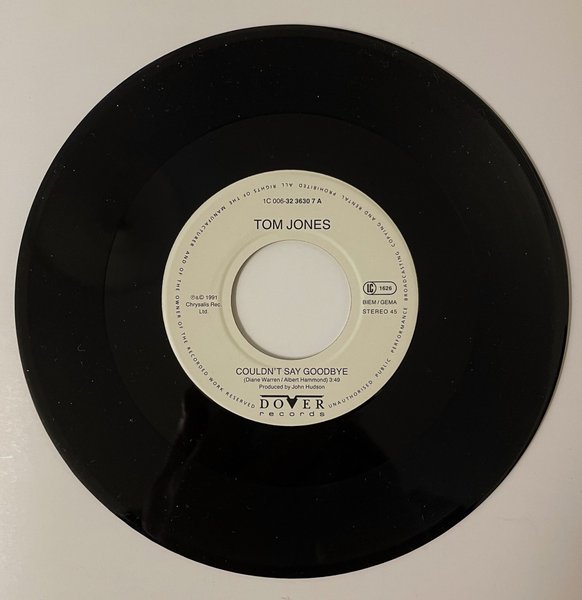 ALL RIGHTS OF THE MANUFACTURER AND OF THE OWNER OF THE RECORDED WORK RESERVED
UNAUTHORISED PUBLIC PERFORMANCE BROADCASTING COPYING AND RENTAL PROHIBITED
1C 006-32 3630 7 A
TOM JONES
℗&© 1991
Chrysalis Rec.
Ltd.
LC 1626
BIEM / GEMA
STEREO 45
COULDN'T SAY GOODBYE
(Diane Warren / Albert Hammond) 3:49
Produced by John Hudson
DOVER
records